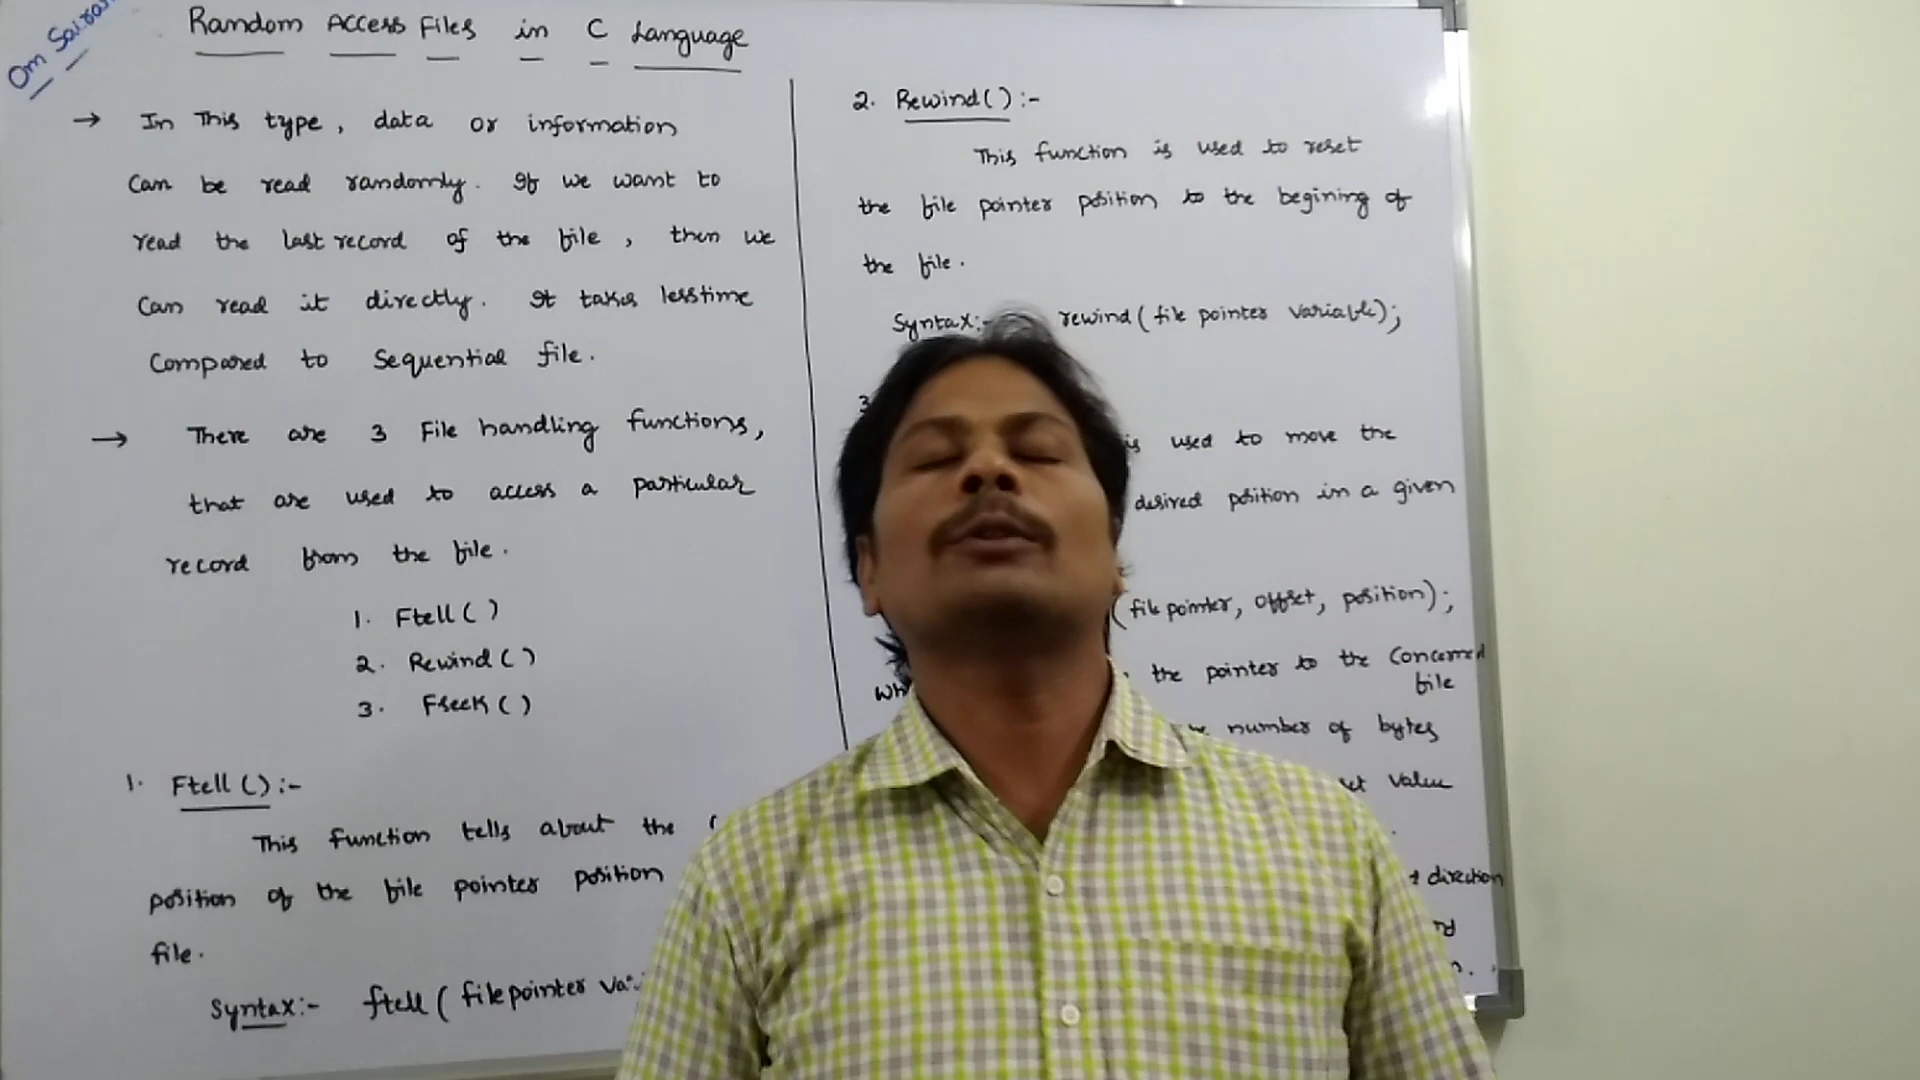 Om Sairam
Random Access Files in C Language
→ In This type, data or information
can be read randomly. If we want to
read the last record of the file, then we
can read it directly. It takes lesstime
Compared to Sequential file.
→ There are 3 File handling functions,
that are used to access a particular
record from the file.
1. Ftell ( )
2. Rewind ( )
3. Fseek ( )
1. Ftell ( ) :-
This function tells about the
position of the file pointer position
file.
Syntax:- ftell ( file pointer
2. Rewind ( ) :-
This function is used to reset
the file pointer position to the begining of
the file.
Syntax:- rewind ( file pointer variable);
3
is used to move the
desired position in a given
( file pointer, offset, position);
the pointer to the Concerned
file
number of bytes
value
direction